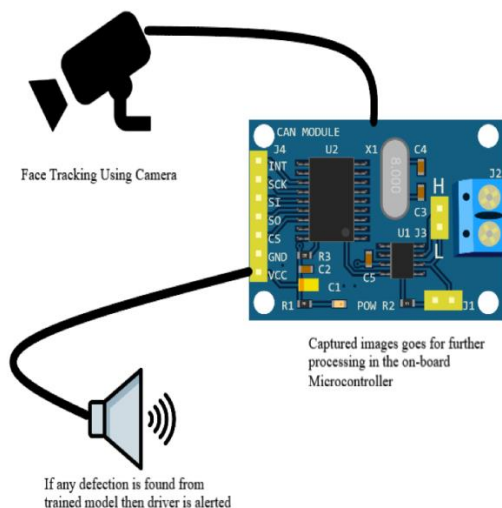 CAN MODULE
J4
U2
X1
C4
INT
SCK
SI
SO
CS
GND
VCC
8.000
J2
H
C3
U1
J3
L
R3
C2
C5
C1
R1
POW
R2
J1
Face Tracking Using Camera
Captured images goes for further
processing in the on-board
Microcontroller
If any defection is found from
trained model then driver is alerted